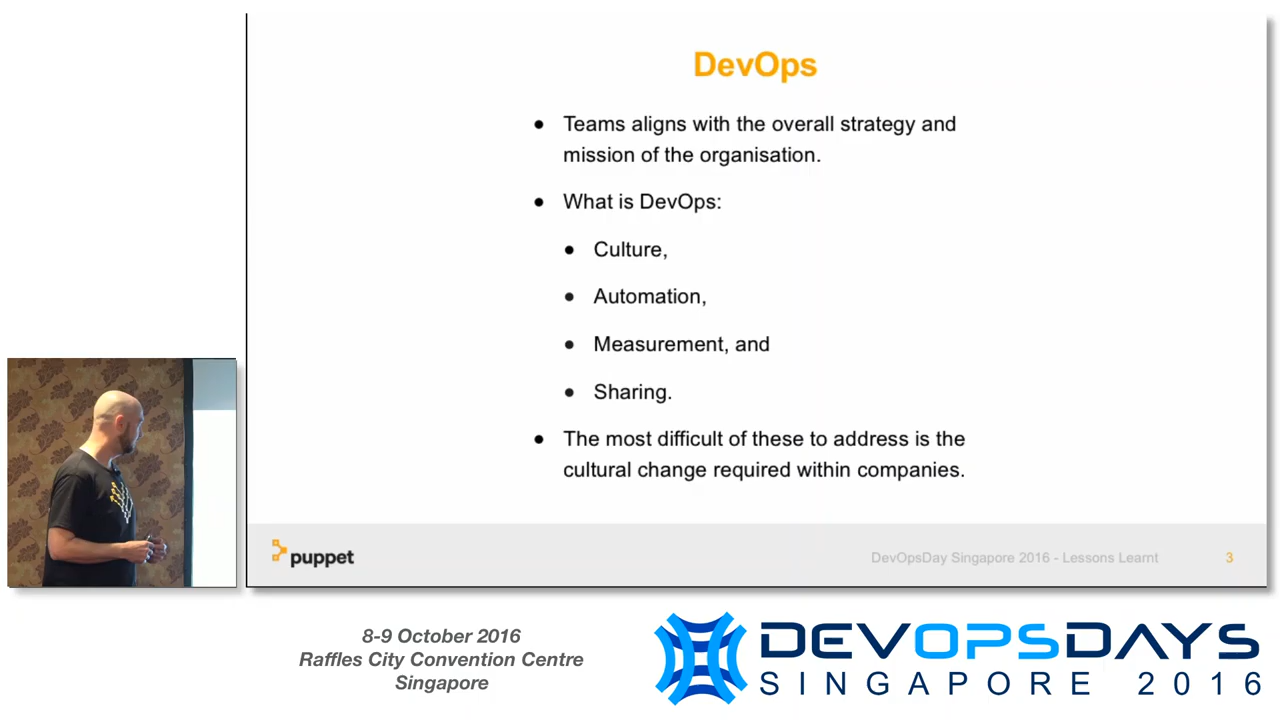 DevOps
● Teams aligns with the overall strategy and
mission of the organisation.
● What is DevOps:
● Culture,
● Automation,
● Measurement, and
● Sharing.
● The most difficult of these to address is the
cultural change required within companies.
puppet
DevOpsDay Singapore 2016 - Lessons Learnt
3
8-9 October 2016
Raffles City Convention Centre
Singapore
DEVOPSDAYS
SINGAPORE 2016